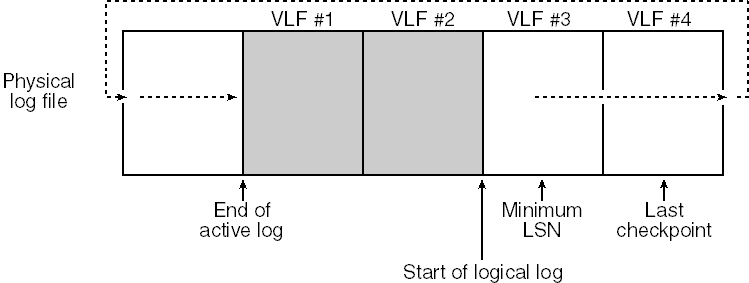 VLF #1 VLF #2 VLF #3 VLF #4
Physical
log file
End of
active log
Minimum
LSN
Last
checkpoint
Start of logical log